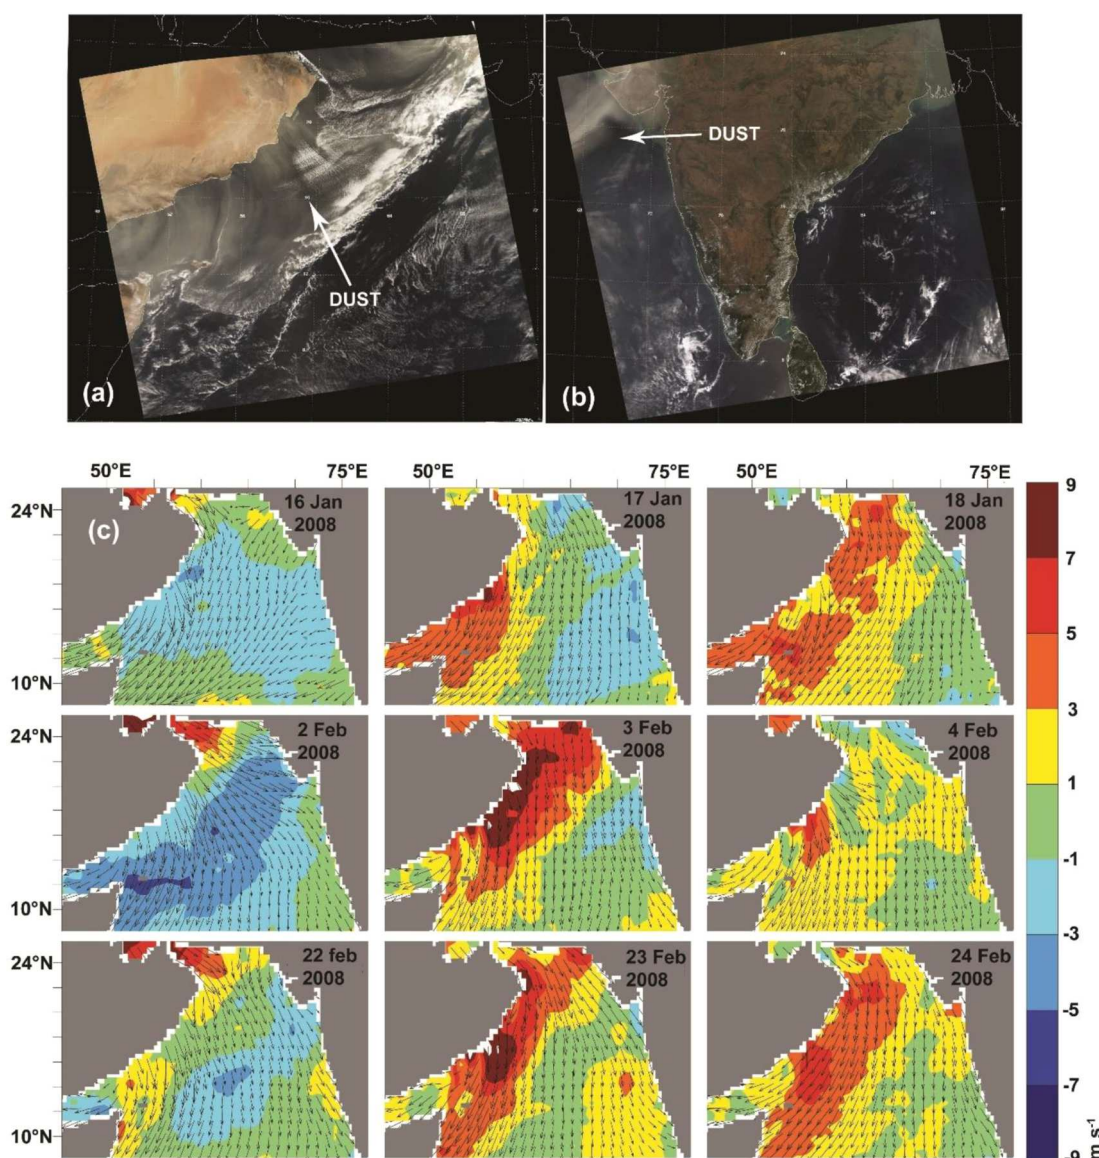 DUST
DUST
(a)
(b)
50°E 75°E 50°E 75°E 50°E 75°E
24°N
(c)
16 Jan
2008
17 Jan
2008
18 Jan
2008
10°N
24°N
2 Feb
2008
3 Feb
2008
4 Feb
2008
10°N
24°N
22 feb
2008
23 Feb
2008
24 Feb
2008
10°N
9
7
5
3
1
-1
-3
-5
-7
-9
m s-1